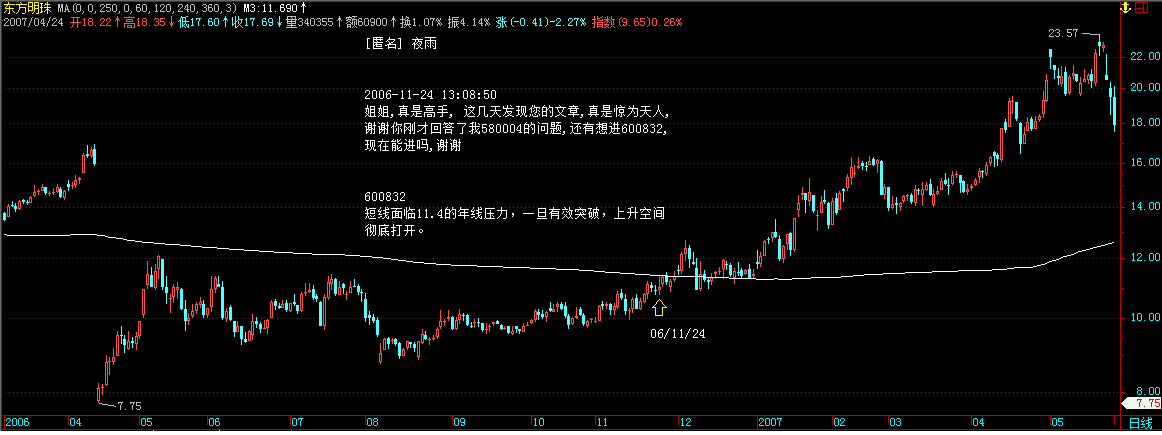 东方明珠 MA(0,0,250,0,60,120,240,360,3) M3:11.690↑
2007/04/24 开18.22↑高18.35↓低17.60↑收17.69↓量340355↑额60900↑换1.07% 振4.14% 涨(-0.41)-2.27% 指数(9.65)0.26%
[匿名] 夜雨
23.57
2006-11-24 13:08:50
姐姐,真是高手, 这几天发现您的文章,真是惊为天人,
谢谢你刚才回答了我580004的问题,还有想进600832,
现在能进吗,谢谢
600832
短线面临11.4的年线压力，一旦有效突破，上升空间
彻底打开。
22.00
20.00
18.00
16.00
14.00
12.00
10.00
8.00
7.75
06/11/24
7.75
2006 04 05 06 07 08 09 10 11 12 2007 02 03 04 05 日线